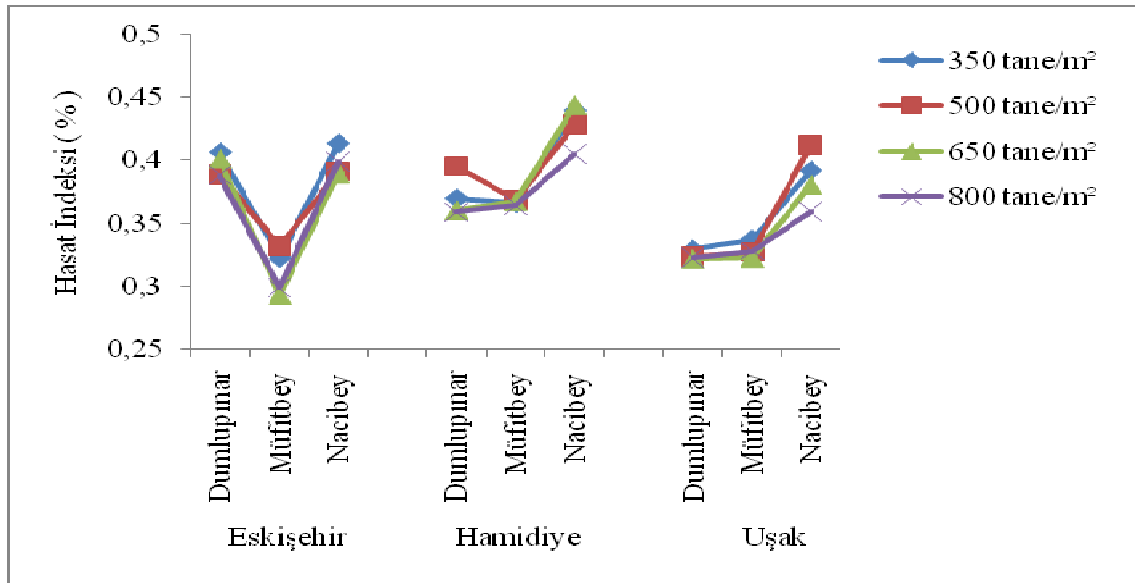 0,5
0,45
0,4
0,35
0,3
0,25
Hasat İndeksi ( % )
350 tane/m²
500 tane/m²
650 tane/m²
800 tane/m²
Dumlupınar
Müfitbey
Nacibey
Dumlupınar
Müfitbey
Nacibey
Dumlupınar
Müfitbey
Nacibey
Eskişehir
Hamidiye
Uşak